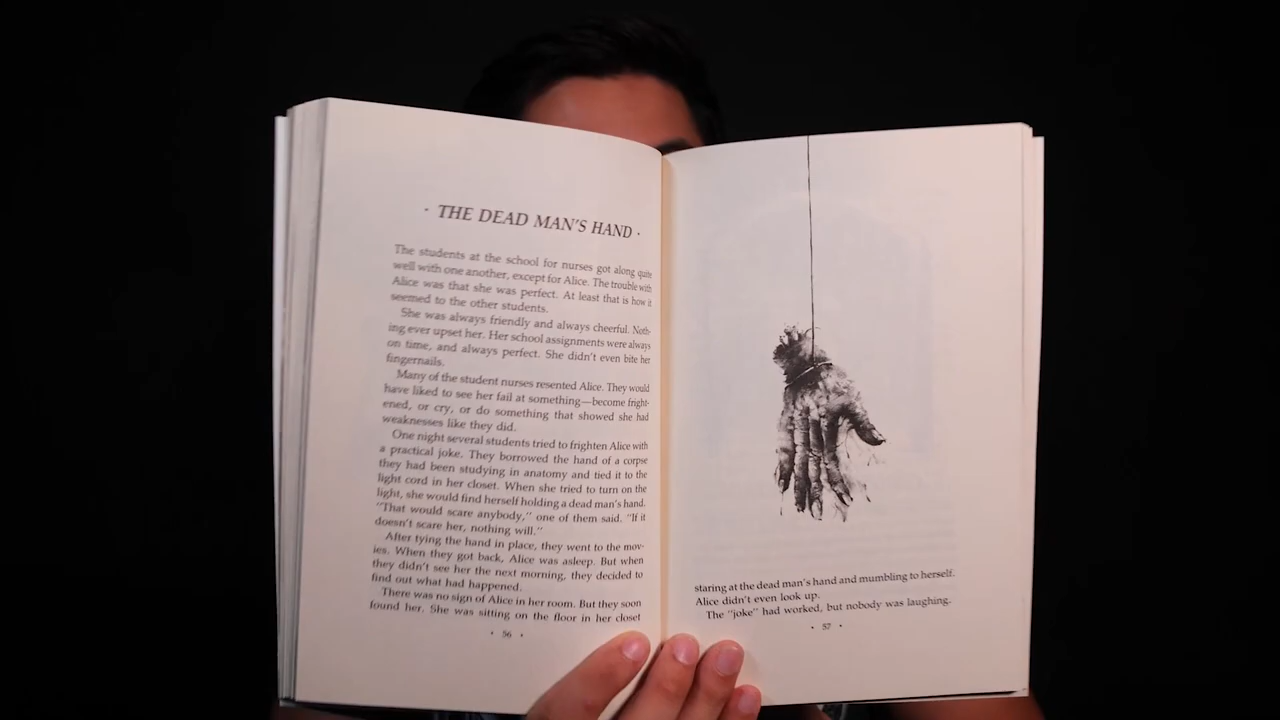 · THE DEAD MAN'S HAND ·
The students at the school for nurses got along quite
well with one another, except for Alice. The trouble with
Alice was that she was perfect. At least that is how it
seemed to the other students.
She was always friendly and always cheerful. Noth-
ing ever upset her. Her school assignments were always
on time, and always perfect. She didn't even bite her
fingernails.
Many of the student nurses resented Alice. They would
have liked to see her fail at something—become fright-
ened, or cry, or do something that showed she had
weaknesses like they did.
One night several students tried to frighten Alice with
a practical joke. They borrowed the hand of a corpse
they had been studying in anatomy and tied it to the
light cord in her closet. When she tried to turn on the
light, she would find herself holding a dead man's hand.
"That would scare anybody," one of them said. "If it
doesn't scare her, nothing will."
After tying the hand in place, they went to the mov-
ies. When they got back, Alice was asleep. But when
they didn't see her the next morning, they decided to
find out what had happened.
There was no sign of Alice in her room. But they soon
found her. She was sitting on the floor in her closet
· 56 ·
staring at the dead man's hand and mumbling to herself.
Alice didn't even look up.
The "joke" had worked, but nobody was laughing.
· 57 ·